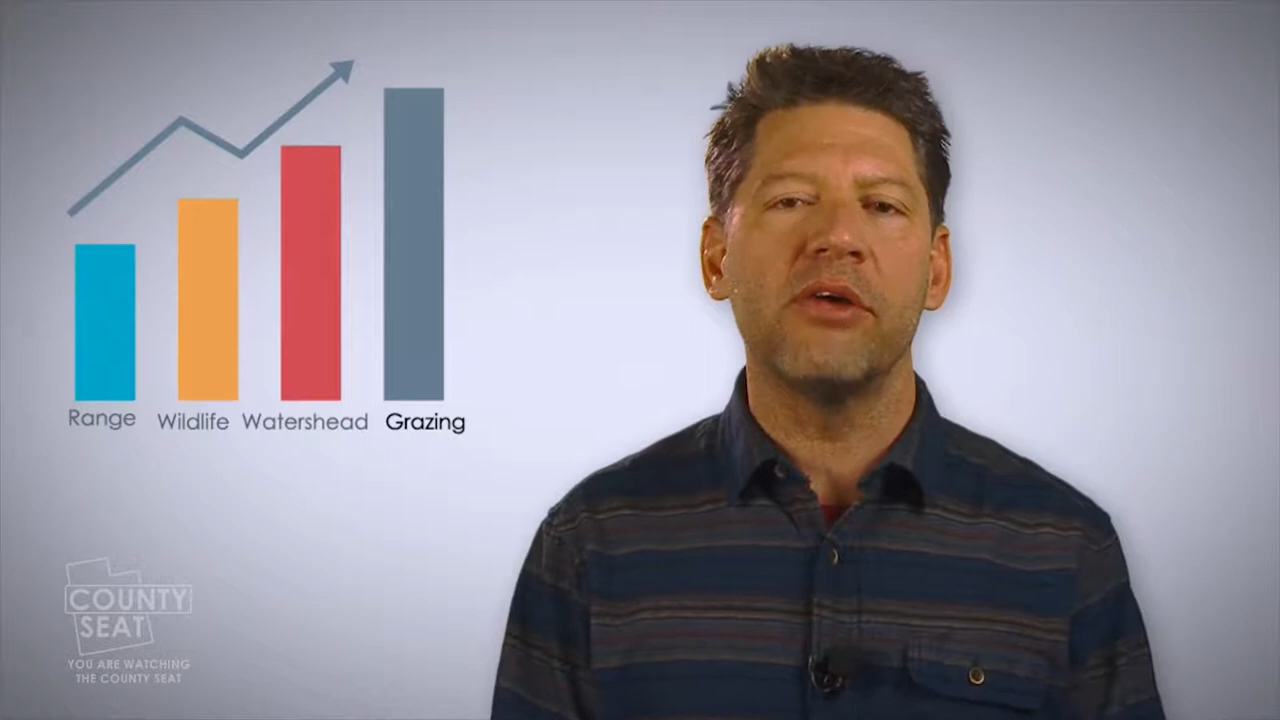 Range Wildlife Watershead Grazing
COUNTY
SEAT
YOU ARE WATCHING
THE COUNTY SEAT